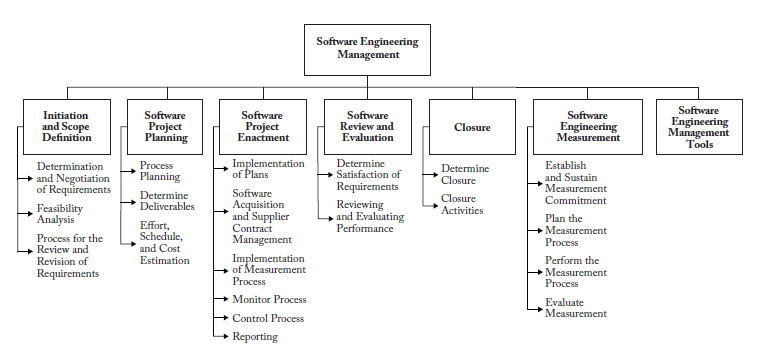 Software Engineering
Management
Initiation
and Scope
Definition
Determination
and Negotiation
of Requirements
Feasibility
Analysis
Process for the
Review and
Revision of
Requirements
Software
Project
Planning
Process
Planning
Determine
Deliverables
Effort,
Schedule,
and Cost
Estimation
Software
Project
Enactment
Implementation
of Plans
Software
Acquisition
and Supplier
Contract
Management
Implementation
of Measurement
Process
Monitor Process
Control Process
Reporting
Software
Review and
Evaluation
Determine
Satisfaction of
Requirements
Reviewing
and Evaluating
Performance
Closure
Determine
Closure
Closure
Activities
Software
Engineering
Measurement
Establish
and Sustain
Measurement
Commitment
Plan the
Measurement
Process
Perform the
Measurement
Process
Evaluate
Measurement
Software
Engineering
Management
Tools